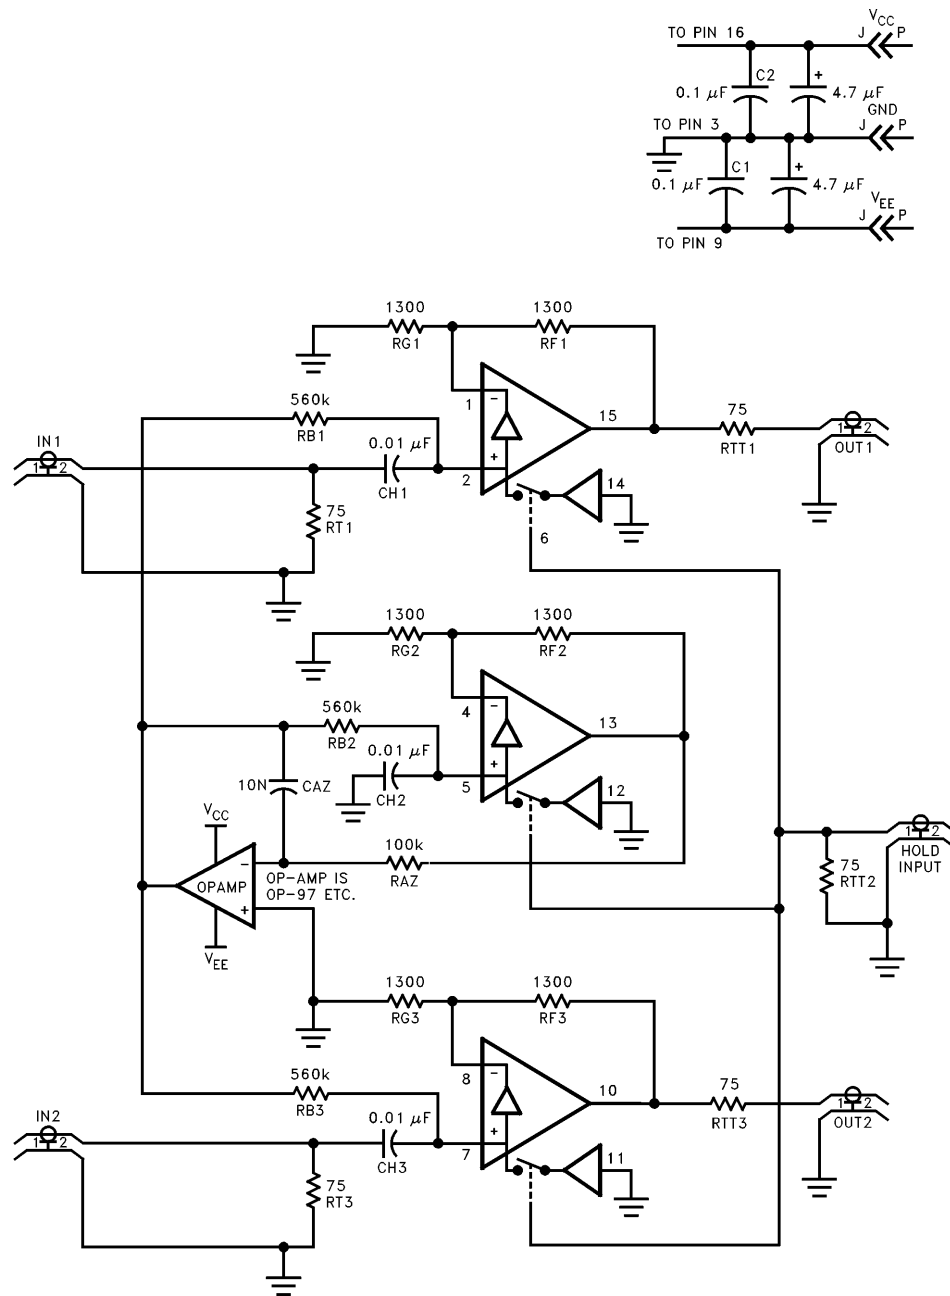 V_CC
TO PIN 16
J P
C2
+
0.1 µF
4.7 µF
GND
TO PIN 3
J P
C1
+
0.1 µF
4.7 µF
V_EE
J P
TO PIN 9
1300
1300
RG1
RF1
560k
1
−
15
75
RB1
IN1
0.01 µF
RTT1
1 2
OUT1
+
1 2
2
CH1
14
75
RT1
6
1300
1300
RG2
RF2
560k
4
−
13
RB2
0.01 µF
+
10N
CAZ
CH2
5
12
V_CC
100k
RAZ
1 2
HOLD
INPUT
−
OPAMP
+
OP-AMP IS
OP-97 ETC.
75
RTT2
V_EE
1300
1300
RG3
RF3
560k
8
−
10
75
RB3
RTT3
1 2
OUT2
IN2
0.01 µF
+
1 2
CH3
7
11
75
RT3